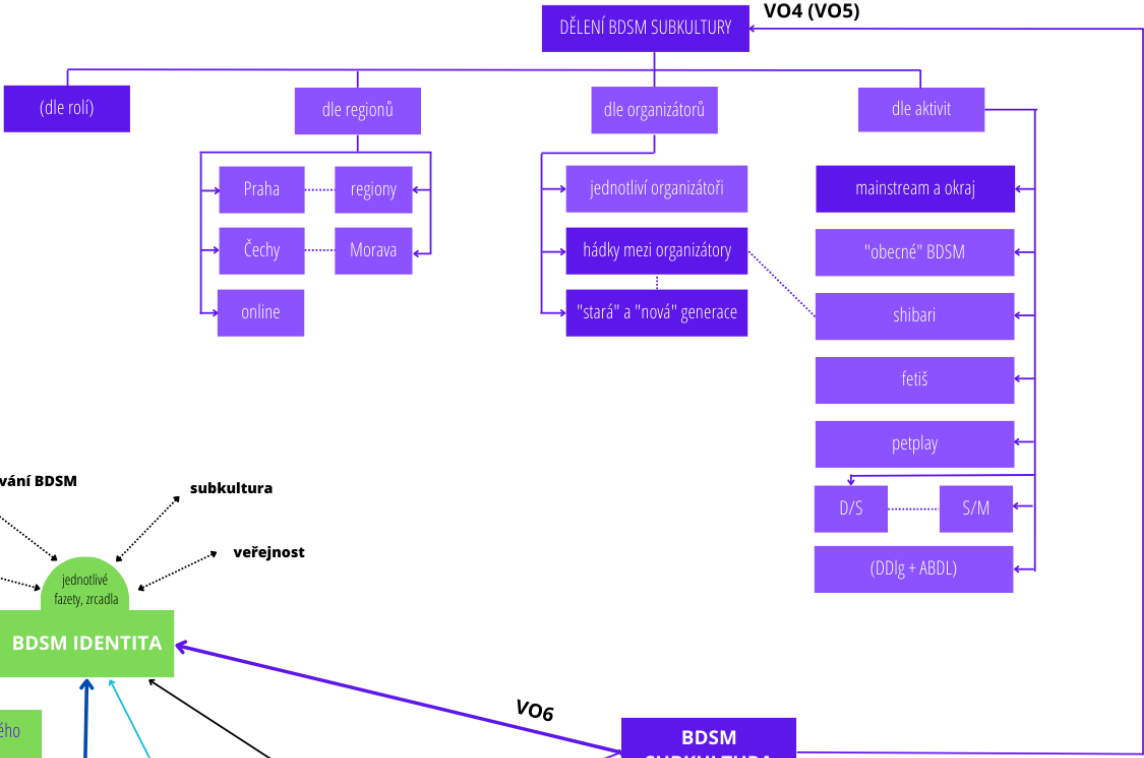 VO4 (VO5)
DĚLENÍ BDSM SUBKULTURY
(dle rolí)
dle regionů
dle organizátorů
dle aktivit
Praha
regiony
jednotliví organizátoři
mainstream a okraj
Čechy
Morava
hádky mezi organizátory
"obecné" BDSM
online
"stará" a "nová" generace
shibari
fetiš
petplay
vání BDSM
subkultura
D/S
S/M
veřejnost
(DDlg + ABDL)
jednotlivé
fazety, zrcadla
BDSM IDENTITA
VO6
ého
BDSM
SUBKULTURA